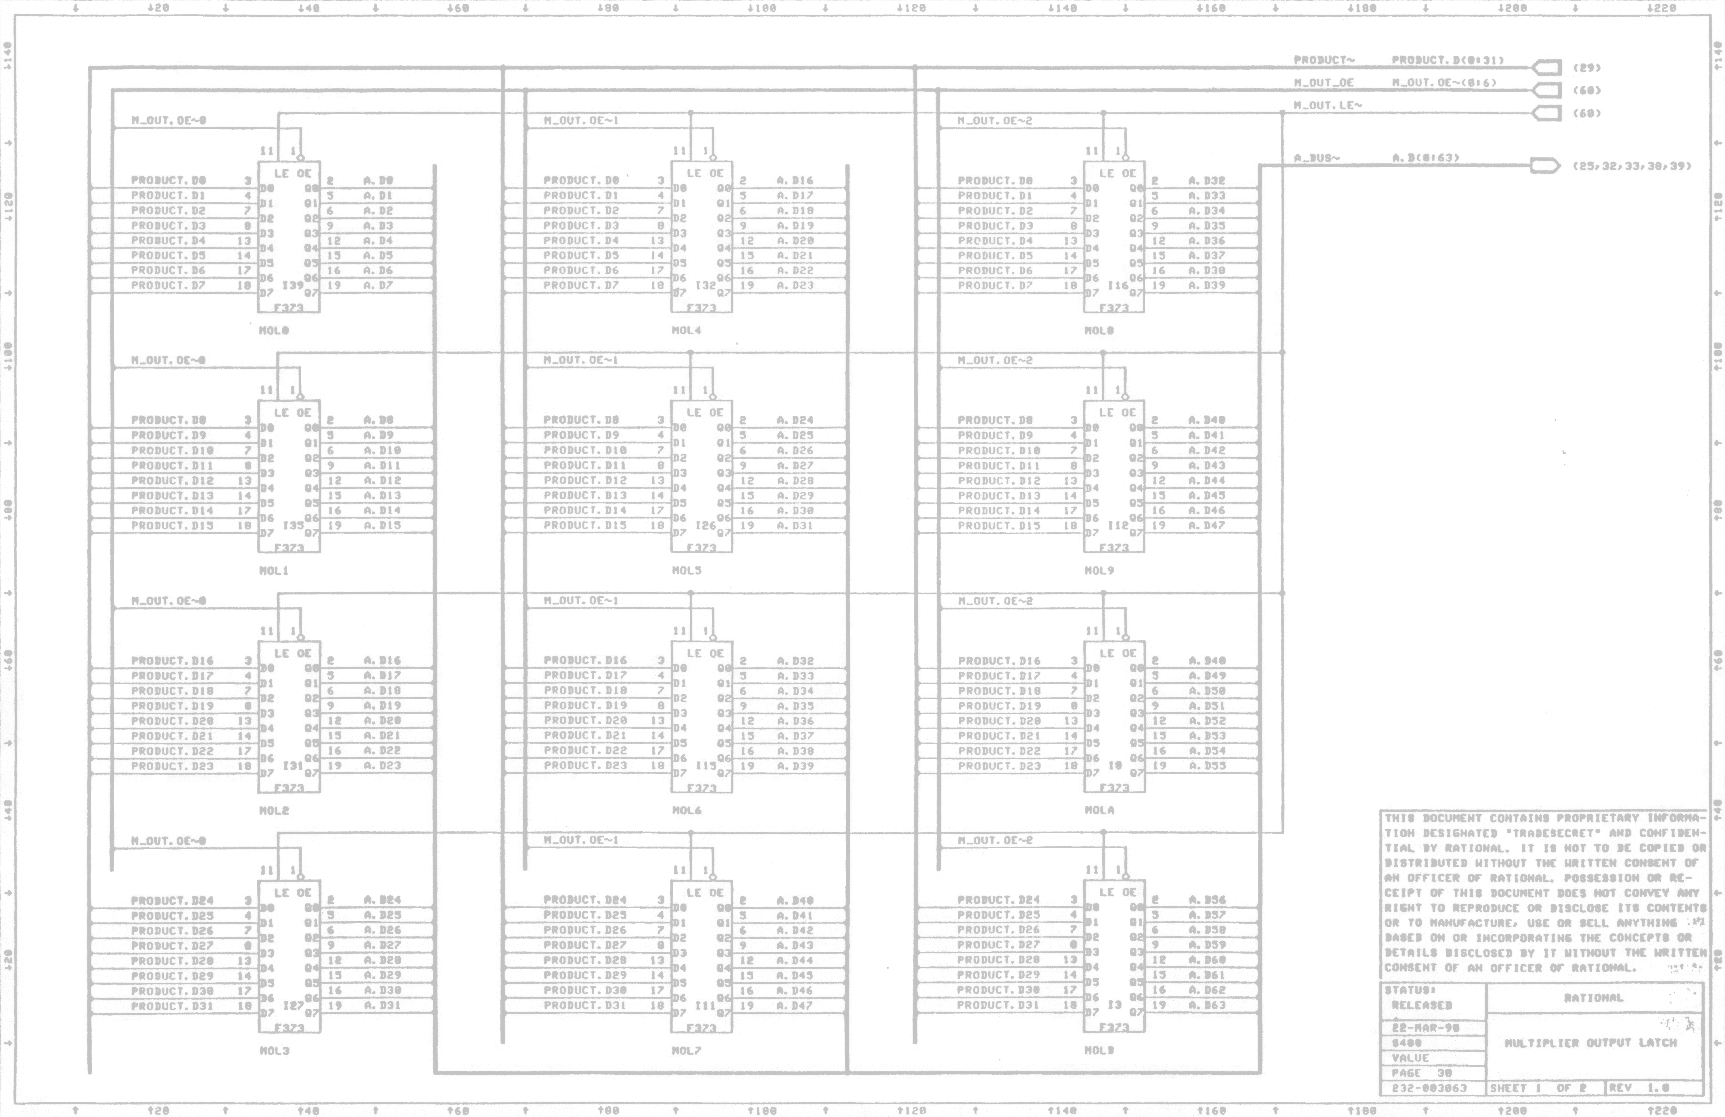 ↑20 ↑40 ↑60 ↑80 ↑100 ↑120 ↑140 ↑160 ↑180 ↑200 ↑220
PRODUCT~ PRODUCT.D(0:31) (29)
M_OUT_OE M_OUT.OE~(0:6) (60)
M_OUT.LE~ (60)
A_BUS~ A.D(0:63) (25,32,33,38,39)
M_OUT.OE~0
11 1
LE OE
PRODUCT.D0 3 D0 Q0 2 A.D0
PRODUCT.D1 4 D1 Q1 5 A.D1
PRODUCT.D2 7 D2 Q2 6 A.D2
PRODUCT.D3 8 D3 Q3 9 A.D3
PRODUCT.D4 13 D4 Q4 12 A.D4
PRODUCT.D5 14 D5 Q5 15 A.D5
PRODUCT.D6 17 D6 Q6 16 A.D6
PRODUCT.D7 18 D7 I39 Q7 19 A.D7
F373
MOL0
M_OUT.OE~1
11 1
LE OE
PRODUCT.D0 3 D0 Q0 2 A.D16
PRODUCT.D1 4 D1 Q1 5 A.D17
PRODUCT.D2 7 D2 Q2 6 A.D18
PRODUCT.D3 8 D3 Q3 9 A.D19
PRODUCT.D4 13 D4 Q4 12 A.D20
PRODUCT.D5 14 D5 Q5 15 A.D21
PRODUCT.D6 17 D6 Q6 16 A.D22
PRODUCT.D7 18 D7 I32 Q7 19 A.D23
F373
MOL4
M_OUT.OE~2
11 1
LE OE
PRODUCT.D0 3 D0 Q0 2 A.D32
PRODUCT.D1 4 D1 Q1 5 A.D33
PRODUCT.D2 7 D2 Q2 6 A.D34
PRODUCT.D3 8 D3 Q3 9 A.D35
PRODUCT.D4 13 D4 Q4 12 A.D36
PRODUCT.D5 14 D5 Q5 15 A.D37
PRODUCT.D6 17 D6 Q6 16 A.D38
PRODUCT.D7 18 D7 I16 Q7 19 A.D39
F373
MOL8
M_OUT.OE~0
11 1
LE OE
PRODUCT.D8 3 D0 Q0 2 A.D8
PRODUCT.D9 4 D1 Q1 5 A.D9
PRODUCT.D10 7 D2 Q2 6 A.D10
PRODUCT.D11 8 D3 Q3 9 A.D11
PRODUCT.D12 13 D4 Q4 12 A.D12
PRODUCT.D13 14 D5 Q5 15 A.D13
PRODUCT.D14 17 D6 Q6 16 A.D14
PRODUCT.D15 18 D7 I35 Q7 19 A.D15
F373
MOL1
M_OUT.OE~1
11 1
LE OE
PRODUCT.D8 3 D0 Q0 2 A.D24
PRODUCT.D9 4 D1 Q1 5 A.D25
PRODUCT.D10 7 D2 Q2 6 A.D26
PRODUCT.D11 8 D3 Q3 9 A.D27
PRODUCT.D12 13 D4 Q4 12 A.D28
PRODUCT.D13 14 D5 Q5 15 A.D29
PRODUCT.D14 17 D6 Q6 16 A.D30
PRODUCT.D15 18 D7 I26 Q7 19 A.D31
F373
MOL5
M_OUT.OE~2
11 1
LE OE
PRODUCT.D8 3 D0 Q0 2 A.D40
PRODUCT.D9 4 D1 Q1 5 A.D41
PRODUCT.D10 7 D2 Q2 6 A.D42
PRODUCT.D11 8 D3 Q3 9 A.D43
PRODUCT.D12 13 D4 Q4 12 A.D44
PRODUCT.D13 14 D5 Q5 15 A.D45
PRODUCT.D14 17 D6 Q6 16 A.D46
PRODUCT.D15 18 D7 I12 Q7 19 A.D47
F373
MOL9
M_OUT.OE~0
11 1
LE OE
PRODUCT.D16 3 D0 Q0 2 A.D16
PRODUCT.D17 4 D1 Q1 5 A.D17
PRODUCT.D18 7 D2 Q2 6 A.D18
PRODUCT.D19 8 D3 Q3 9 A.D19
PRODUCT.D20 13 D4 Q4 12 A.D20
PRODUCT.D21 14 D5 Q5 15 A.D21
PRODUCT.D22 17 D6 Q6 16 A.D22
PRODUCT.D23 18 D7 I31 Q7 19 A.D23
F373
MOL2
M_OUT.OE~1
11 1
LE OE
PRODUCT.D16 3 D0 Q0 2 A.D32
PRODUCT.D17 4 D1 Q1 5 A.D33
PRODUCT.D18 7 D2 Q2 6 A.D34
PRODUCT.D19 8 D3 Q3 9 A.D35
PRODUCT.D20 13 D4 Q4 12 A.D36
PRODUCT.D21 14 D5 Q5 15 A.D37
PRODUCT.D22 17 D6 Q6 16 A.D38
PRODUCT.D23 18 D7 I15 Q7 19 A.D39
F373
MOL6
M_OUT.OE~2
11 1
LE OE
PRODUCT.D16 3 D0 Q0 2 A.D48
PRODUCT.D17 4 D1 Q1 5 A.D49
PRODUCT.D18 7 D2 Q2 6 A.D50
PRODUCT.D19 8 D3 Q3 9 A.D51
PRODUCT.D20 13 D4 Q4 12 A.D52
PRODUCT.D21 14 D5 Q5 15 A.D53
PRODUCT.D22 17 D6 Q6 16 A.D54
PRODUCT.D23 18 D7 I8 Q7 19 A.D55
F373
MOLA
M_OUT.OE~0
11 1
LE OE
PRODUCT.D24 3 D0 Q0 2 A.D24
PRODUCT.D25 4 D1 Q1 5 A.D25
PRODUCT.D26 7 D2 Q2 6 A.D26
PRODUCT.D27 8 D3 Q3 9 A.D27
PRODUCT.D28 13 D4 Q4 12 A.D28
PRODUCT.D29 14 D5 Q5 15 A.D29
PRODUCT.D30 17 D6 Q6 16 A.D30
PRODUCT.D31 18 D7 I27 Q7 19 A.D31
F373
MOL3
M_OUT.OE~1
11 1
LE OE
PRODUCT.D24 3 D0 Q0 2 A.D40
PRODUCT.D25 4 D1 Q1 5 A.D41
PRODUCT.D26 7 D2 Q2 6 A.D42
PRODUCT.D27 8 D3 Q3 9 A.D43
PRODUCT.D28 13 D4 Q4 12 A.D44
PRODUCT.D29 14 D5 Q5 15 A.D45
PRODUCT.D30 17 D6 Q6 16 A.D46
PRODUCT.D31 18 D7 I11 Q7 19 A.D47
F373
MOL7
M_OUT.OE~2
11 1
LE OE
PRODUCT.D24 3 D0 Q0 2 A.D56
PRODUCT.D25 4 D1 Q1 5 A.D57
PRODUCT.D26 7 D2 Q2 6 A.D58
PRODUCT.D27 8 D3 Q3 9 A.D59
PRODUCT.D28 13 D4 Q4 12 A.D60
PRODUCT.D29 14 D5 Q5 15 A.D61
PRODUCT.D30 17 D6 Q6 16 A.D62
PRODUCT.D31 18 D7 I3 Q7 19 A.D63
F373
MOLB
THIS DOCUMENT CONTAINS PROPRIETARY INFORMA-
TION DESIGNATED "TRADESECRET" AND CONFIDEN-
TIAL BY RATIONAL. IT IS NOT TO BE COPIED OR
DISTRIBUTED WITHOUT THE WRITTEN CONSENT OF
AN OFFICER OF RATIONAL. POSSESSION OR RE-
CEIPT OF THIS DOCUMENT DOES NOT CONVEY ANY
RIGHT TO REPRODUCE OR DISCLOSE ITS CONTENTS
OR TO MANUFACTURE, USE OR SELL ANYTHING
BASED ON OR INCORPORATING THE CONCEPTS OR
DETAILS DISCLOSED BY IT WITHOUT THE WRITTEN
CONSENT OF AN OFFICER OF RATIONAL.
STATUS:
RELEASED
RATIONAL
22-MAR-90
S400
VALUE
MULTIPLIER OUTPUT LATCH
PAGE 30
232-003063 SHEET 1 OF 2 REV 1.0
↑140 ↑120 ↑100 ↑80 ↑60 ↑40 ↑20
↑140 ↑120 ↑100 ↑80 ↑60 ↑40 ↑20
↑20 ↑40 ↑60 ↑80 ↑100 ↑120 ↑140 ↑160 ↑180 ↑200 ↑220